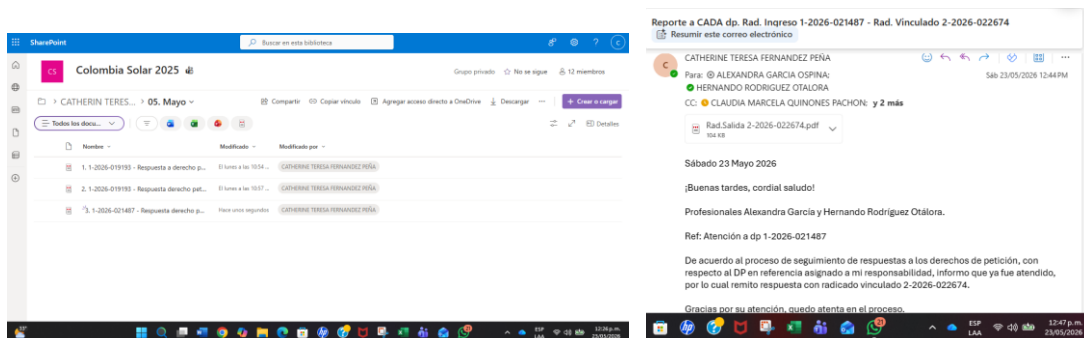 SharePoint
Buscar en esta biblioteca
CS
Colombia Solar 2025
Grupo privado
No se sigue
12 miembros
CATHERIN TERES... > 05. Mayo
Compartir
Copiar vínculo
Agregar acceso directo a OneDrive
Descargar
+ Crear o cargar
Todos los docu...
Detalles
Nombre
Modificado
Modificado por
1. 1-2026-019193 - Respuesta a derecho p...
El lunes a las 10:54 ...
CATHERINE TERESA FERNANDEZ PEÑA
2. 1-2026-019193 - Respuesta derecho pet...
El lunes a las 10:57 ...
CATHERINE TERESA FERNANDEZ PEÑA
3. 1-2026-021487 - Respuesta derecho p...
Hace unos segundos
CATHERINE TERESA FERNANDEZ PEÑA
ESP
LAA
12:26 p.m.
23/05/2026
Reporte a CADA dp. Rad. Ingreso 1-2026-021487 - Rad. Vinculado 2-2026-022674
Resumir este correo electrónico
C
CATHERINE TERESA FERNANDEZ PEÑA
Para: ALEXANDRA GARCIA OSPINA;
Sáb 23/05/2026 12:44 PM
HERNANDO RODRIGUEZ OTALORA
CC: CLAUDIA MARCELA QUINONES PACHON: y 2 más
Rad.Salida 2-2026-022674.pdf
104 KB
Sábado 23 Mayo 2026
¡Buenas tardes, cordial saludo!
Profesionales Alexandra García y Hernando Rodríguez Otálora.
Ref: Atención a dp 1-2026-021487
De acuerdo al proceso de seguimiento de respuestas a los derechos de petición, con
respecto al DP en referencia asignado a mi responsabilidad, informo que ya fue atendido,
por lo cual remito respuesta con radicado vinculado 2-2026-022674.
Gracias por su atención, quedo atenta en el proceso.
ESP
LAA
12:47 p.m.
23/05/2026